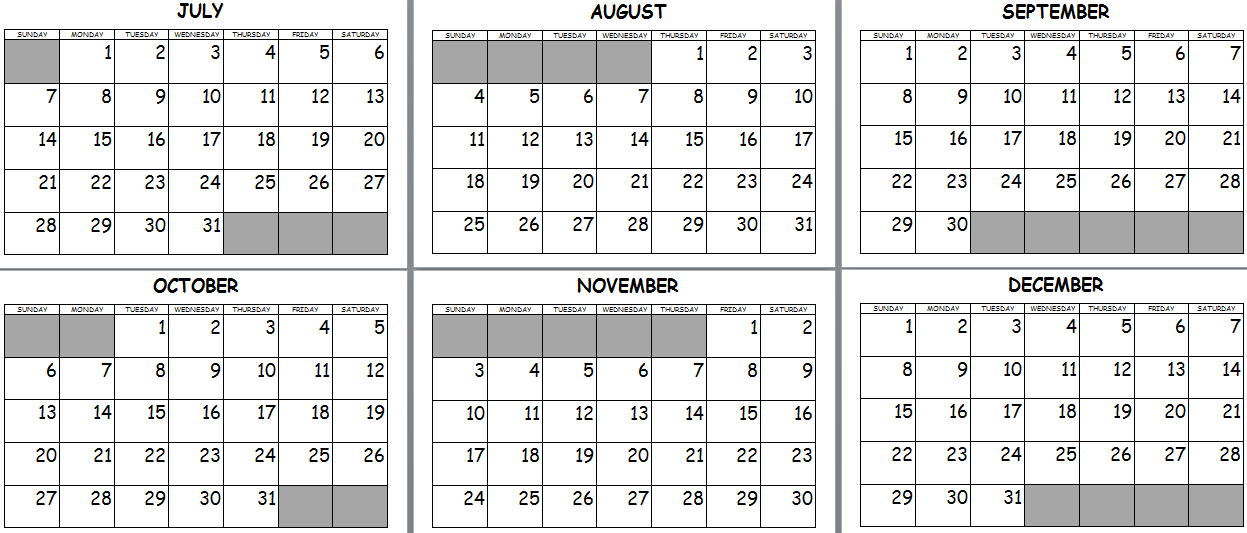 JULY
SUNDAY MONDAY TUESDAY WEDNESDAY THURSDAY FRIDAY SATURDAY
1 2 3 4 5 6
7 8 9 10 11 12 13
14 15 16 17 18 19 20
21 22 23 24 25 26 27
28 29 30 31
AUGUST
SUNDAY MONDAY TUESDAY WEDNESDAY THURSDAY FRIDAY SATURDAY
1 2 3
4 5 6 7 8 9 10
11 12 13 14 15 16 17
18 19 20 21 22 23 24
25 26 27 28 29 30 31
SEPTEMBER
SUNDAY MONDAY TUESDAY WEDNESDAY THURSDAY FRIDAY SATURDAY
1 2 3 4 5 6 7
8 9 10 11 12 13 14
15 16 17 18 19 20 21
22 23 24 25 26 27 28
29 30
OCTOBER
SUNDAY MONDAY TUESDAY WEDNESDAY THURSDAY FRIDAY SATURDAY
1 2 3 4 5
6 7 8 9 10 11 12
13 14 15 16 17 18 19
20 21 22 23 24 25 26
27 28 29 30 31
NOVEMBER
SUNDAY MONDAY TUESDAY WEDNESDAY THURSDAY FRIDAY SATURDAY
1 2
3 4 5 6 7 8 9
10 11 12 13 14 15 16
17 18 19 20 21 22 23
24 25 26 27 28 29 30
DECEMBER
SUNDAY MONDAY TUESDAY WEDNESDAY THURSDAY FRIDAY SATURDAY
1 2 3 4 5 6 7
8 9 10 11 12 13 14
15 16 17 18 19 20 21
22 23 24 25 26 27 28
29 30 31